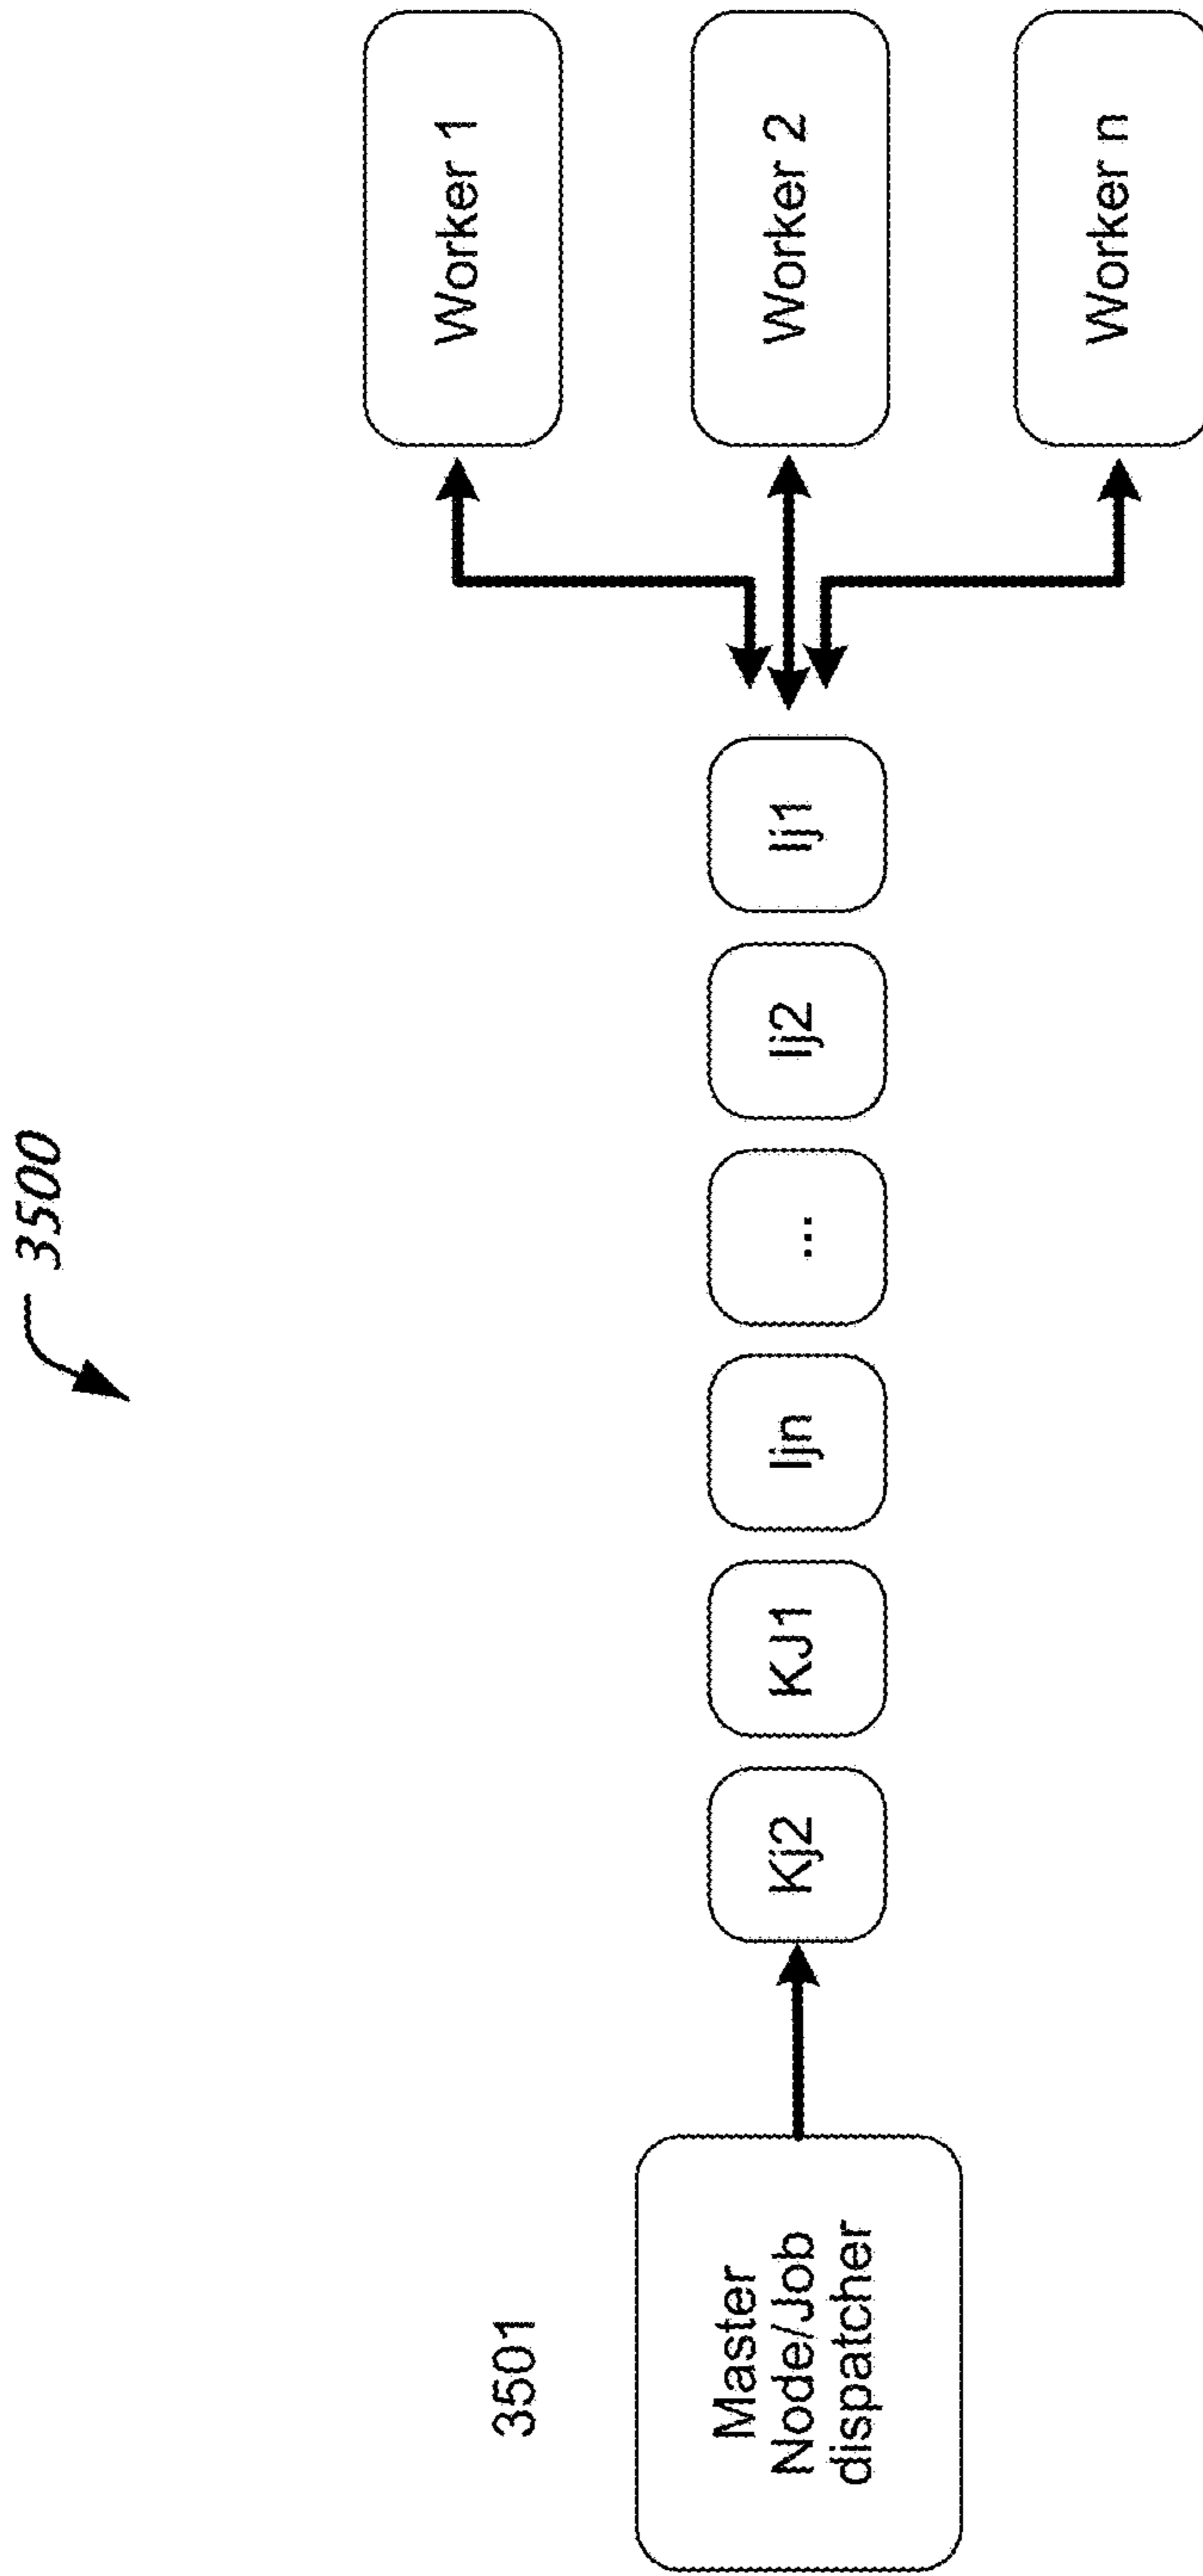 3500
Worker 1
3501
Master
Node/Job
dispatcher
Kj2
KJ1
Ijn
...
Ij2
Ij1
Worker 2
Worker n